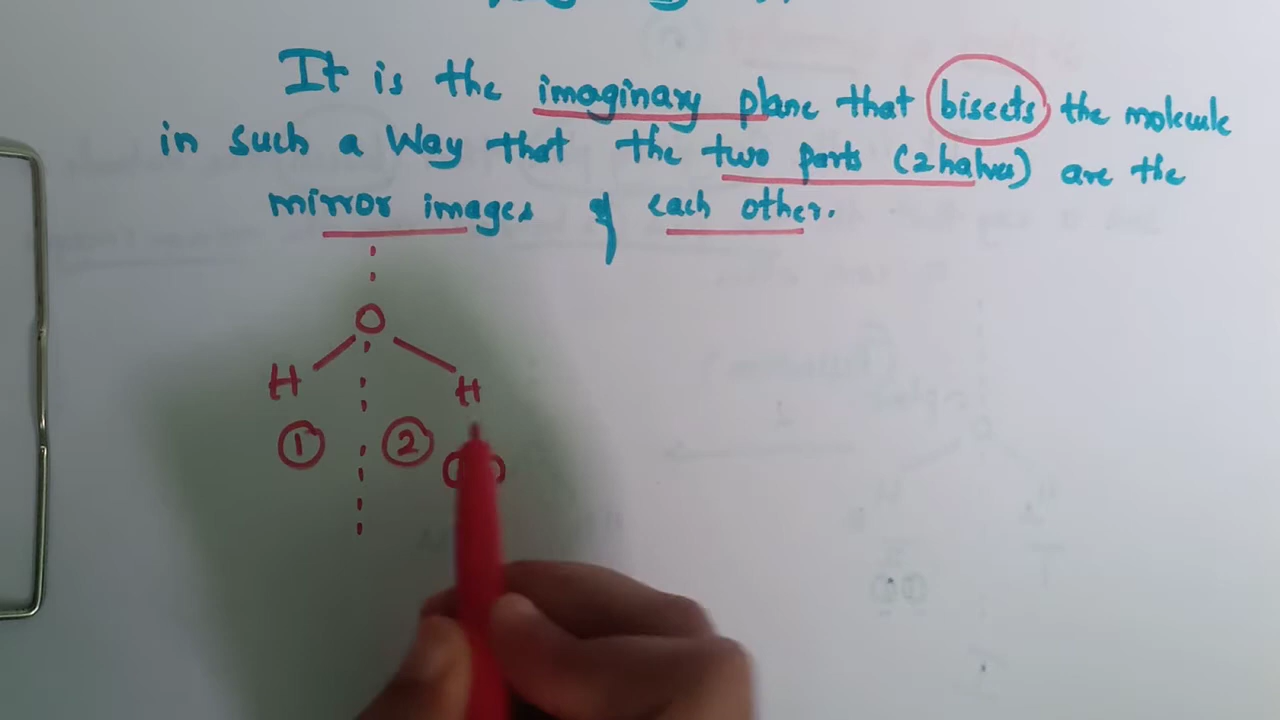 It is the imaginary plane that bisects the molecule
in such a way that the two parts (2 halves) are the
mirror images of each other.
O
H H
1 2